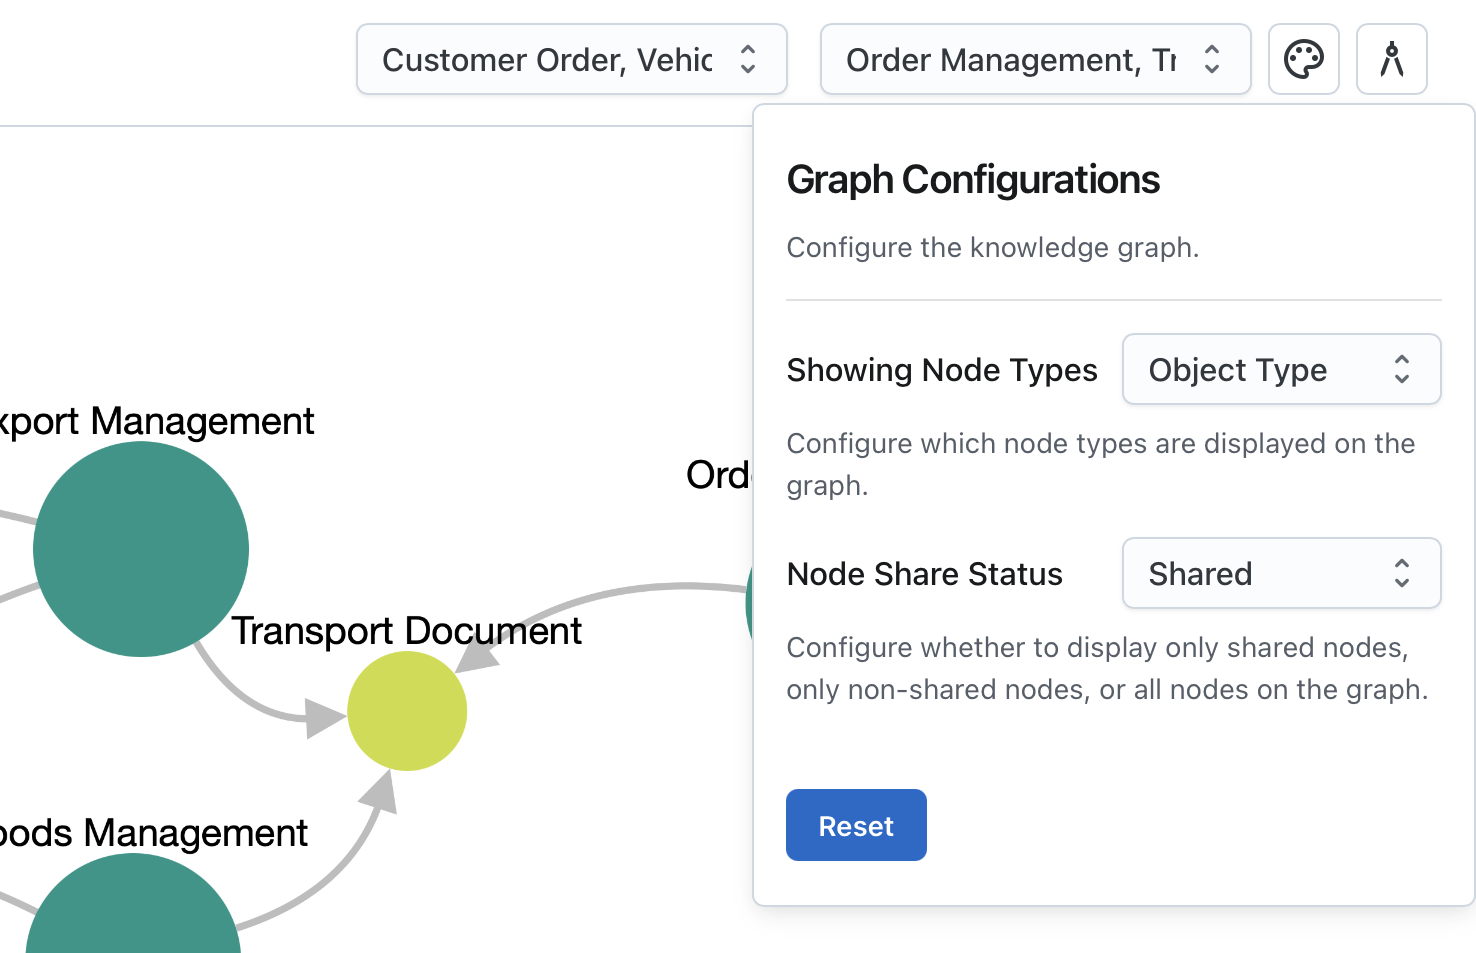 Customer Order, Vehic
Order Management, Tr
Graph Configurations
Configure the knowledge graph.
Showing Node Types
Object Type
Configure which node types are displayed on the
graph.
Node Share Status
Shared
Configure whether to display only shared nodes,
only non-shared nodes, or all nodes on the graph.
Reset
xport Management
Ord
Transport Document
oods Management